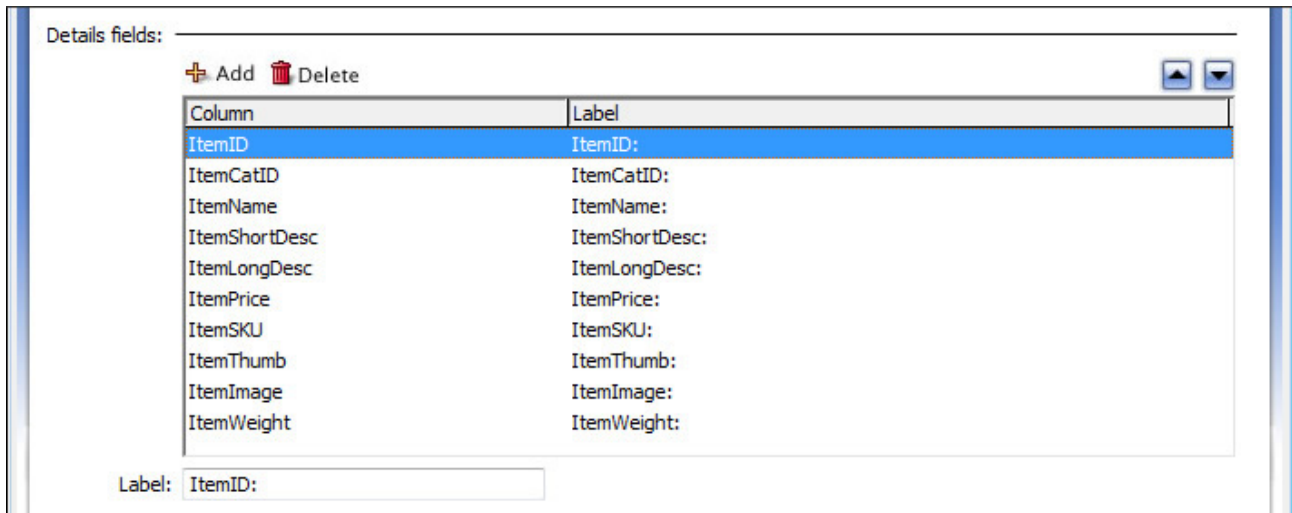 Details fields:
Add Delete
Column Label
ItemID ItemID:
ItemCatID ItemCatID:
ItemName ItemName:
ItemShortDesc ItemShortDesc:
ItemLongDesc ItemLongDesc:
ItemPrice ItemPrice:
ItemSKU ItemSKU:
ItemThumb ItemThumb:
ItemImage ItemImage:
ItemWeight ItemWeight:
Label: ItemID: